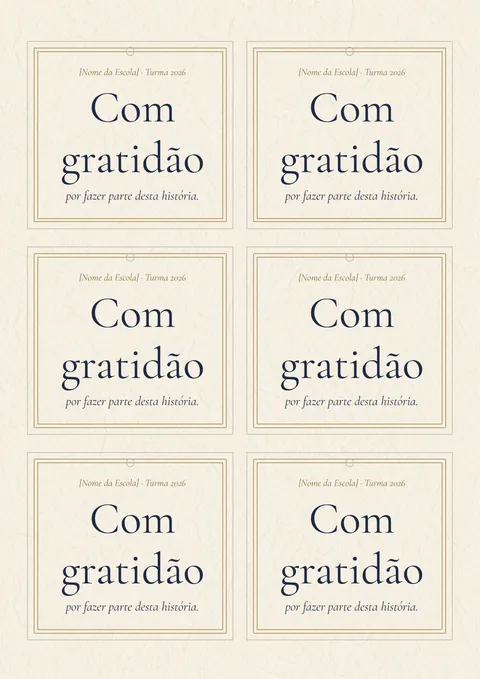 [Nome da Escola] · Turma 2026
Com
gratidão
por fazer parte desta história.
[Nome da Escola] · Turma 2026
Com
gratidão
por fazer parte desta história.
[Nome da Escola] · Turma 2026
Com
gratidão
por fazer parte desta história.
[Nome da Escola] · Turma 2026
Com
gratidão
por fazer parte desta história.
[Nome da Escola] · Turma 2026
Com
gratidão
por fazer parte desta história.
[Nome da Escola] · Turma 2026
Com
gratidão
por fazer parte desta história.